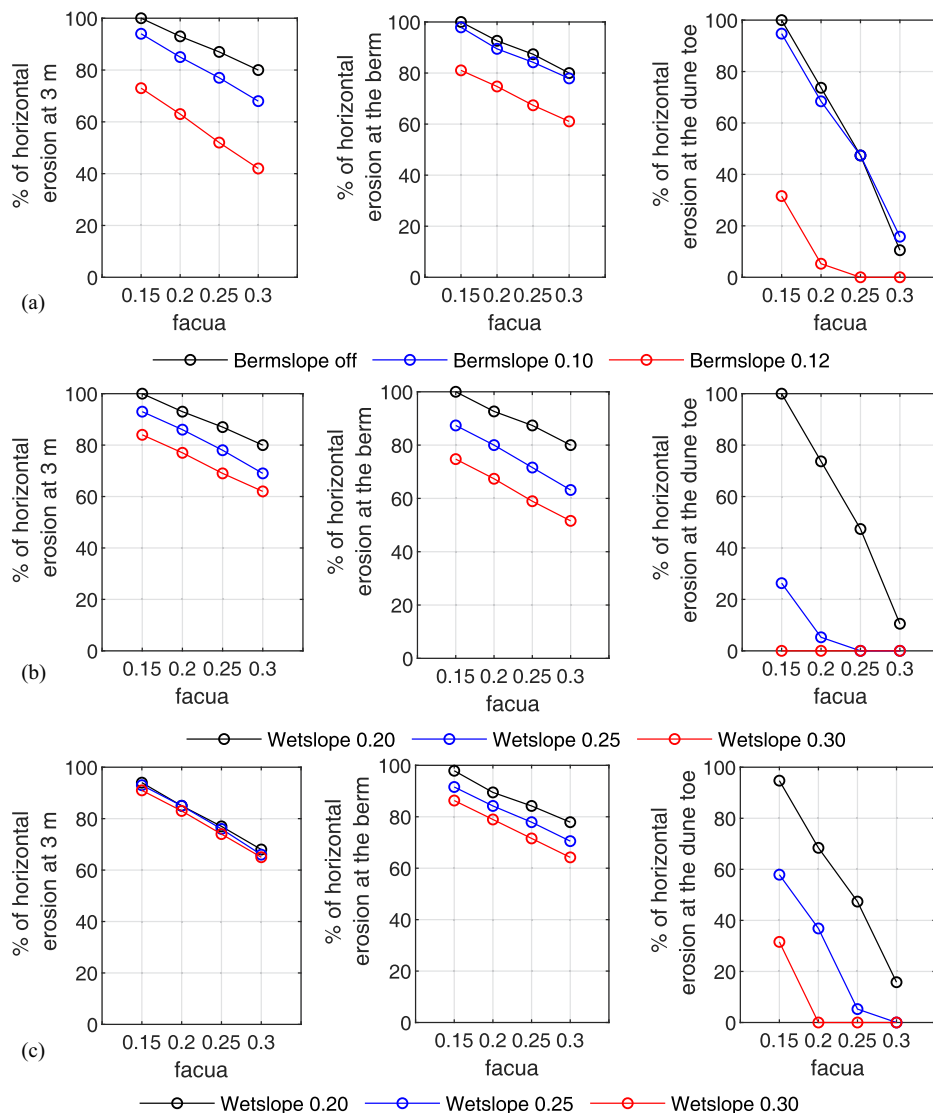 % of horizontal
erosion at 3 m
100
80
60
40
20
0
0.15 0.2 0.25 0.3
facua
% of horizontal
erosion at the berm
100
80
60
40
20
0
0.15 0.2 0.25 0.3
facua
% of horizontal
erosion at the dune toe
100
80
60
40
20
0
0.15 0.2 0.25 0.3
facua
(a)
Bermslope off Bermslope 0.10 Bermslope 0.12
% of horizontal
erosion at 3 m
100
80
60
40
20
0
0.15 0.2 0.25 0.3
facua
% of horizontal
erosion at the berm
100
80
60
40
20
0
0.15 0.2 0.25 0.3
facua
% of horizontal
erosion at the dune toe
100
80
60
40
20
0
0.15 0.2 0.25 0.3
facua
(b)
Wetslope 0.20 Wetslope 0.25 Wetslope 0.30
% of horizontal
erosion at 3 m
100
80
60
40
20
0
0.15 0.2 0.25 0.3
facua
% of horizontal
erosion at the berm
100
80
60
40
20
0
0.15 0.2 0.25 0.3
facua
% of horizontal
erosion at the dune toe
100
80
60
40
20
0
0.15 0.2 0.25 0.3
facua
(c)
Wetslope 0.20 Wetslope 0.25 Wetslope 0.30